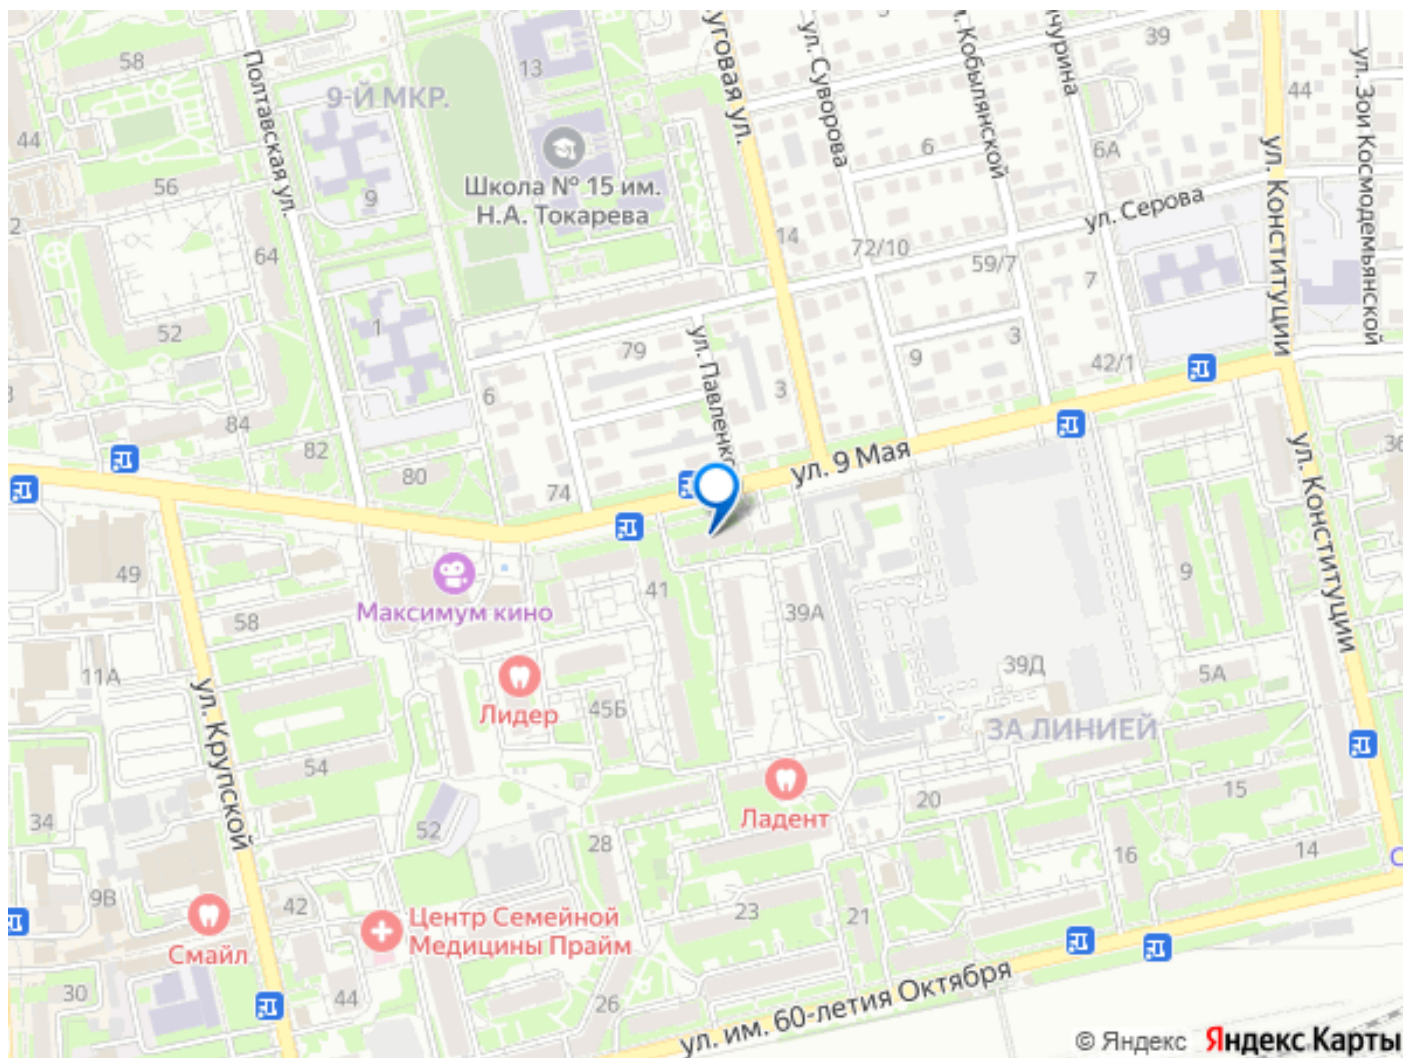 58
13
39
44
44
Полтавская ул.
9-Й МКР.
уговая ул.
ул. Суворова
Кобылянской
чурина
ул. Конституции
ул. Зои Космодемьянской
Школа № 15 им.
Н.А. Токарева
56
9
6
6А
ул. Серова
2
64
14
72/10
59/7
7
52
1
79
ул. Павленко
3
9
3
42/1
6
84
82
80
74
ул. 9 Мая
ул. Конституции
36
49
Максимум кино
41
39А
9
58
11А
Лидер
45Б
39Д
5А
ЗА ЛИНИЕЙ
ул. Крупской
54
Ладент
20
15
34
52
28
16
14
9В
42
Смайл
Центр Семейной
Медицины Прайм
23
21
30
44
26
ул. им. 60-летия Октября
© Яндекс Яндекс Карты